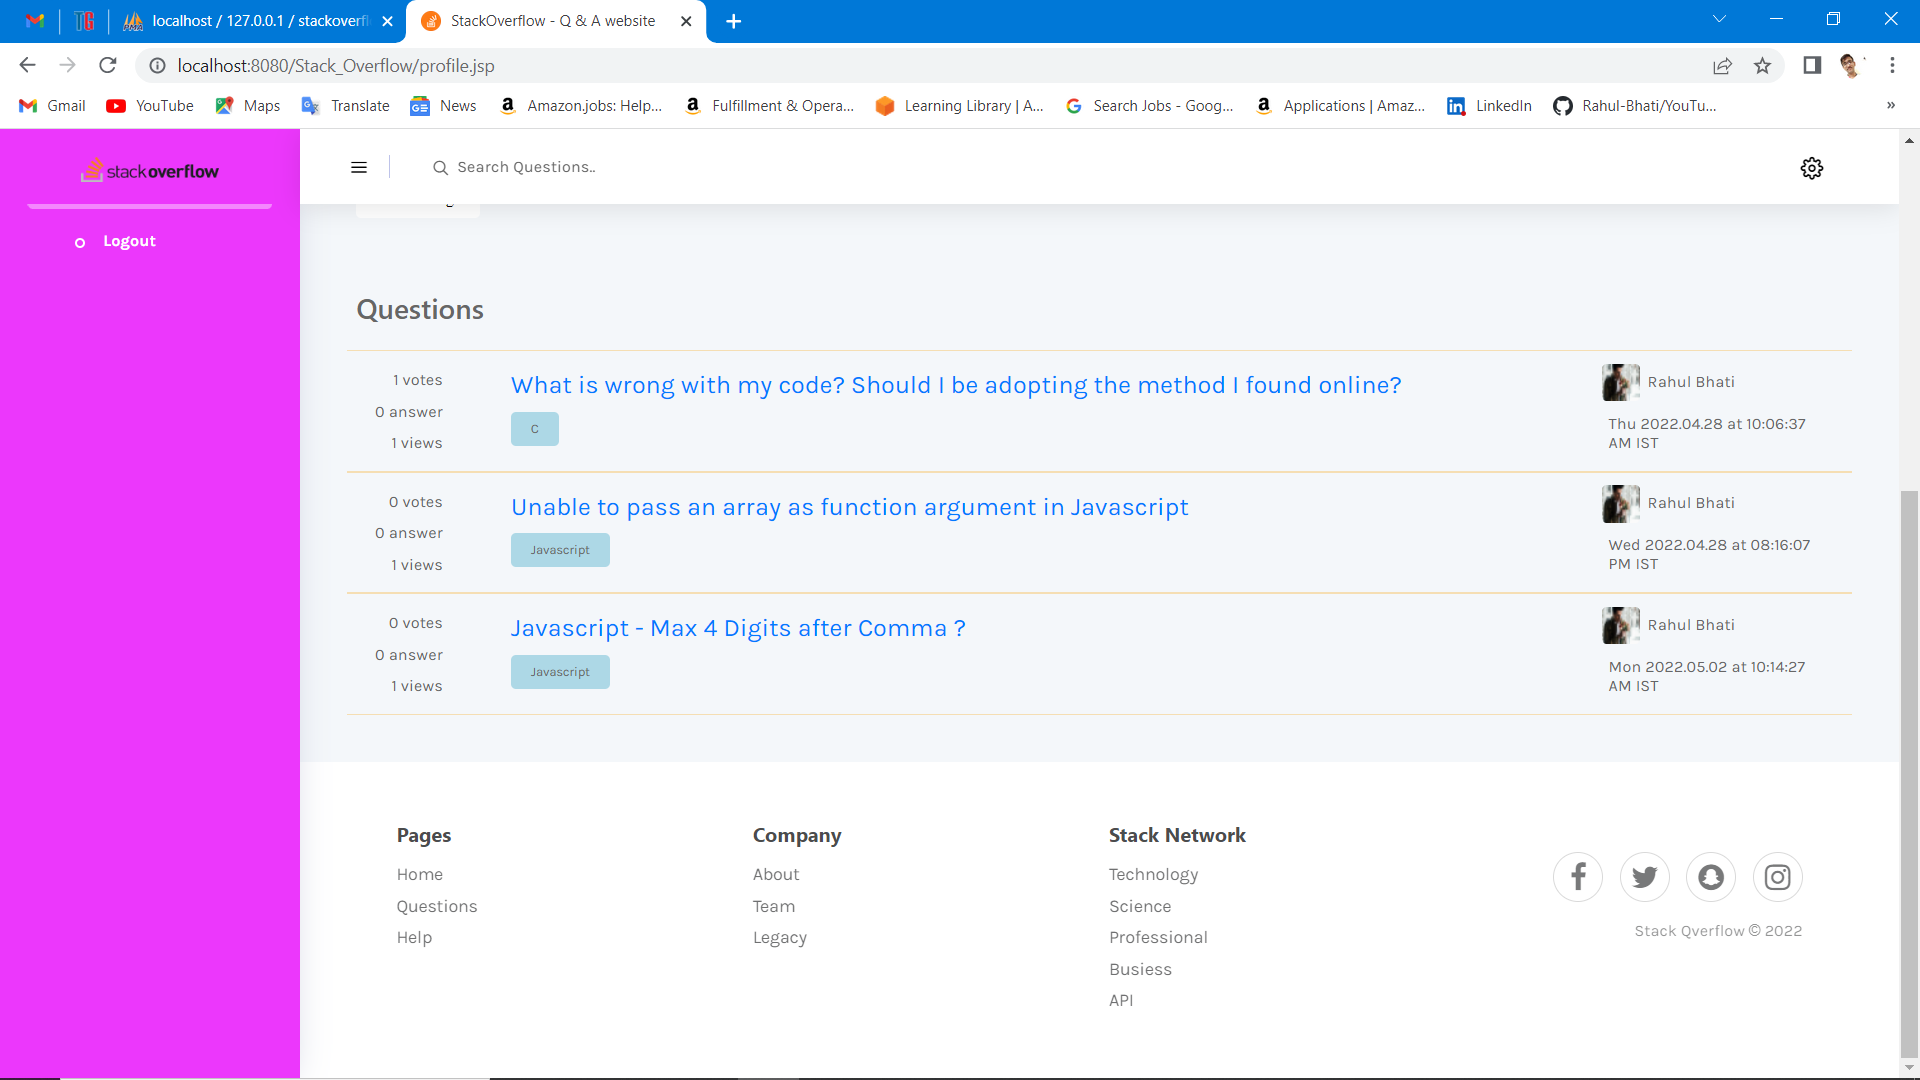 localhost / 127.0.0.1 / stackoverfl
StackOverflow - Q & A website
localhost:8080/Stack_Overflow/profile.jsp
Gmail
YouTube
Maps
Translate
News
Amazon.jobs: Help...
Fulfillment & Opera...
Learning Library | A...
Search Jobs - Goog...
Applications | Amaz...
LinkedIn
Rahul-Bhati/YouTu...
»
stackoverflow
Search Questions..
Logout
Questions
1 votes
0 answer
1 views
What is wrong with my code? Should I be adopting the method I found online?
C
Rahul Bhati
Thu 2022.04.28 at 10:06:37
AM IST
0 votes
0 answer
1 views
Unable to pass an array as function argument in Javascript
Javascript
Rahul Bhati
Wed 2022.04.28 at 08:16:07
PM IST
0 votes
0 answer
1 views
Javascript - Max 4 Digits after Comma ?
Javascript
Rahul Bhati
Mon 2022.05.02 at 10:14:27
AM IST
Pages
Home
Questions
Help
Company
About
Team
Legacy
Stack Network
Technology
Science
Professional
Busiess
API
Stack Qverflow © 2022